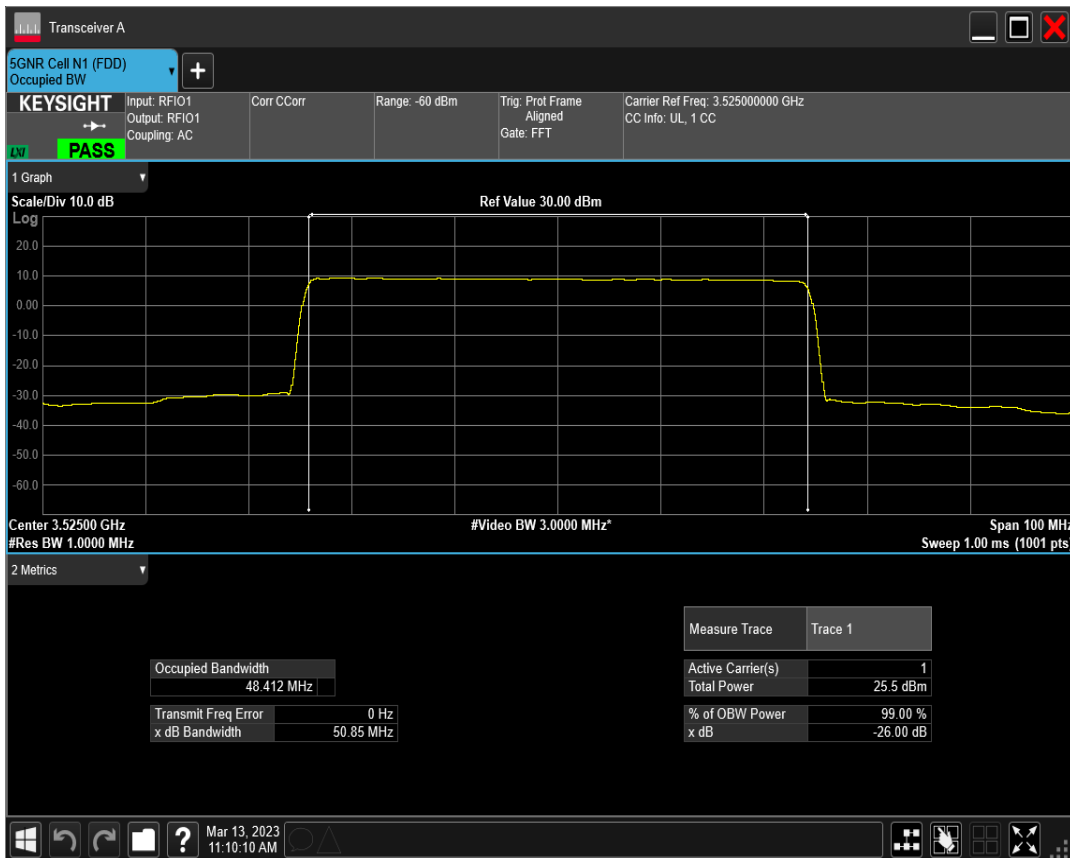 Transceiver A
5GNR Cell N1 (FDD)
Occupied BW
KEYSIGHT
Input: RFIO1
Output: RFIO1
Coupling: AC
Corr CCorr
Range: -60 dBm
Trig: Prot Frame
Aligned
Gate: FFT
Carrier Ref Freq: 3.525000000 GHz
CC Info: UL, 1 CC
LXI
PASS
1 Graph
Scale/Div 10.0 dB
Ref Value 30.00 dBm
Log
20.0
10.0
0.00
-10.0
-20.0
-30.0
-40.0
-50.0
-60.0
Center 3.52500 GHz
#Video BW 3.0000 MHz*
Span 100 MHz
#Res BW 1.0000 MHz
Sweep 1.00 ms (1001 pts)
2 Metrics
Measure Trace Trace 1
Occupied Bandwidth
48.412 MHz
Active Carrier(s) 1
Total Power 25.5 dBm
Transmit Freq Error 0 Hz
x dB Bandwidth 50.85 MHz
% of OBW Power 99.00 %
x dB -26.00 dB
?
Mar 13, 2023
11:10:10 AM